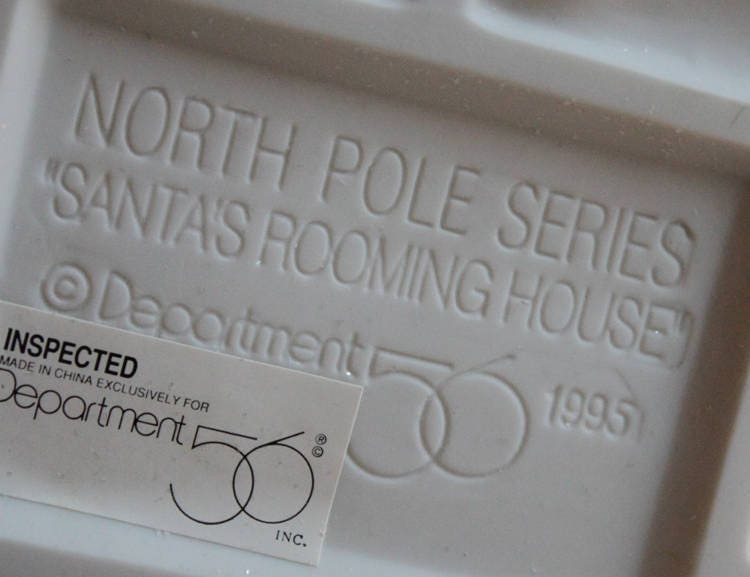 NORTH POLE SERIES
"SANTA'S ROOMING HOUSE"
© Department 56 1995
INSPECTED
MADE IN CHINA EXCLUSIVELY FOR
Department 56 ® ©
INC.